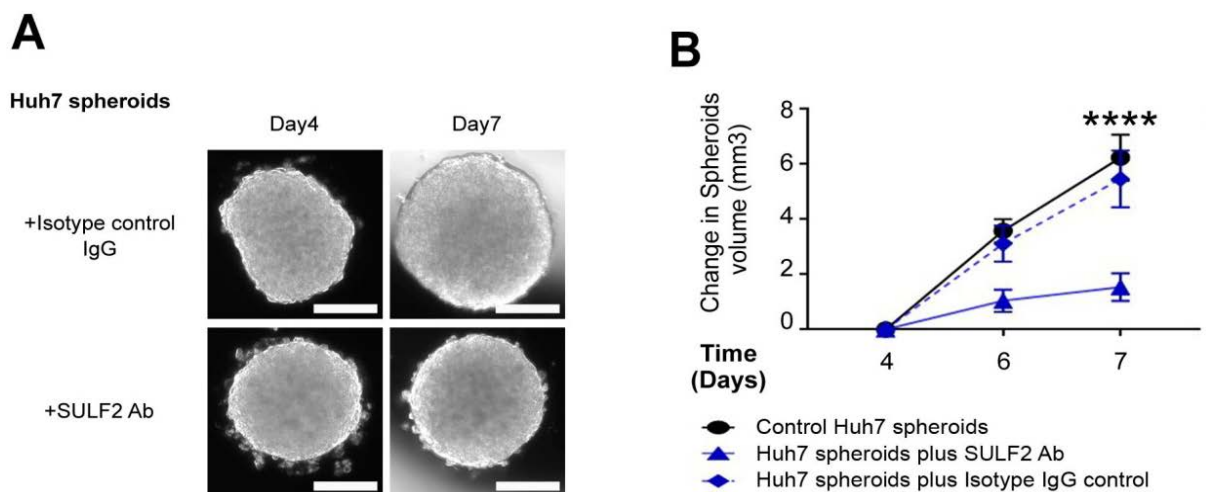 A
Huh7 spheroids
Day4 Day7
+Isotype control
IgG
+SULF2 Ab
B
Change in Spheroids
volume (mm3)
8
6
4
2
0
****
Time
(Days)
4 6 7
Control Huh7 spheroids
Huh7 spheroids plus SULF2 Ab
Huh7 spheroids plus Isotype IgG control